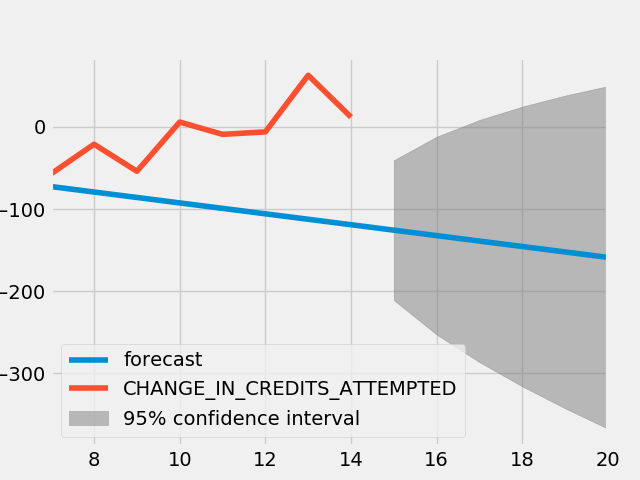 0
−100
−200
−300
forecast
CHANGE_IN_CREDITS_ATTEMPTED
95% confidence interval
8 10 12 14 16 18 20